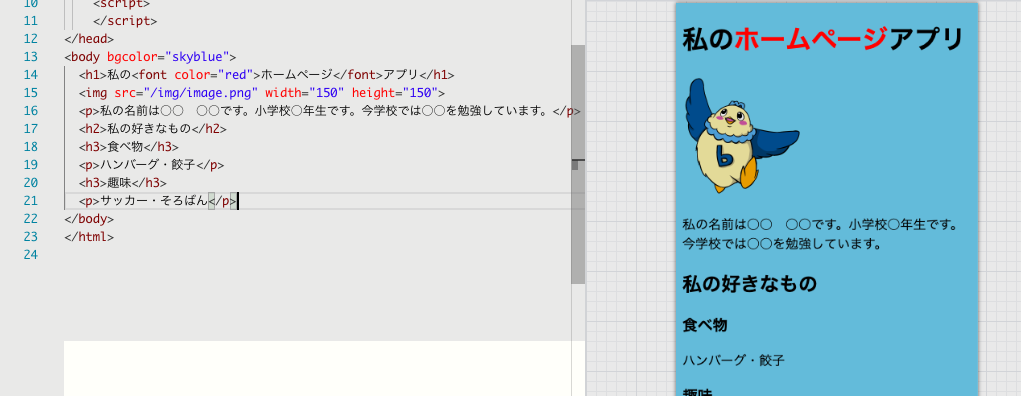 10 <script>
11 </script>
12 </head>
13 <body bgcolor="skyblue">
14 <h1>私の<font color="red">ホームページ</font>アプリ</h1>
15 <img src="/img/image.png" width="150" height="150">
16 <p>私の名前は○○　○○です。小学校○年生です。今学校では○○を勉強しています。</p>
17 <h2>私の好きなもの</h2>
18 <h3>食べ物</h3>
19 <p>ハンバーグ・餃子</p>
20 <h3>趣味</h3>
21 <p>サッカー・そろばん</p>
22 </body>
23 </html>
24
私のホームページアプリ
b
私の名前は○○　○○です。小学校○年生です。
今学校では○○を勉強しています。
私の好きなもの
食べ物
ハンバーグ・餃子
趣味